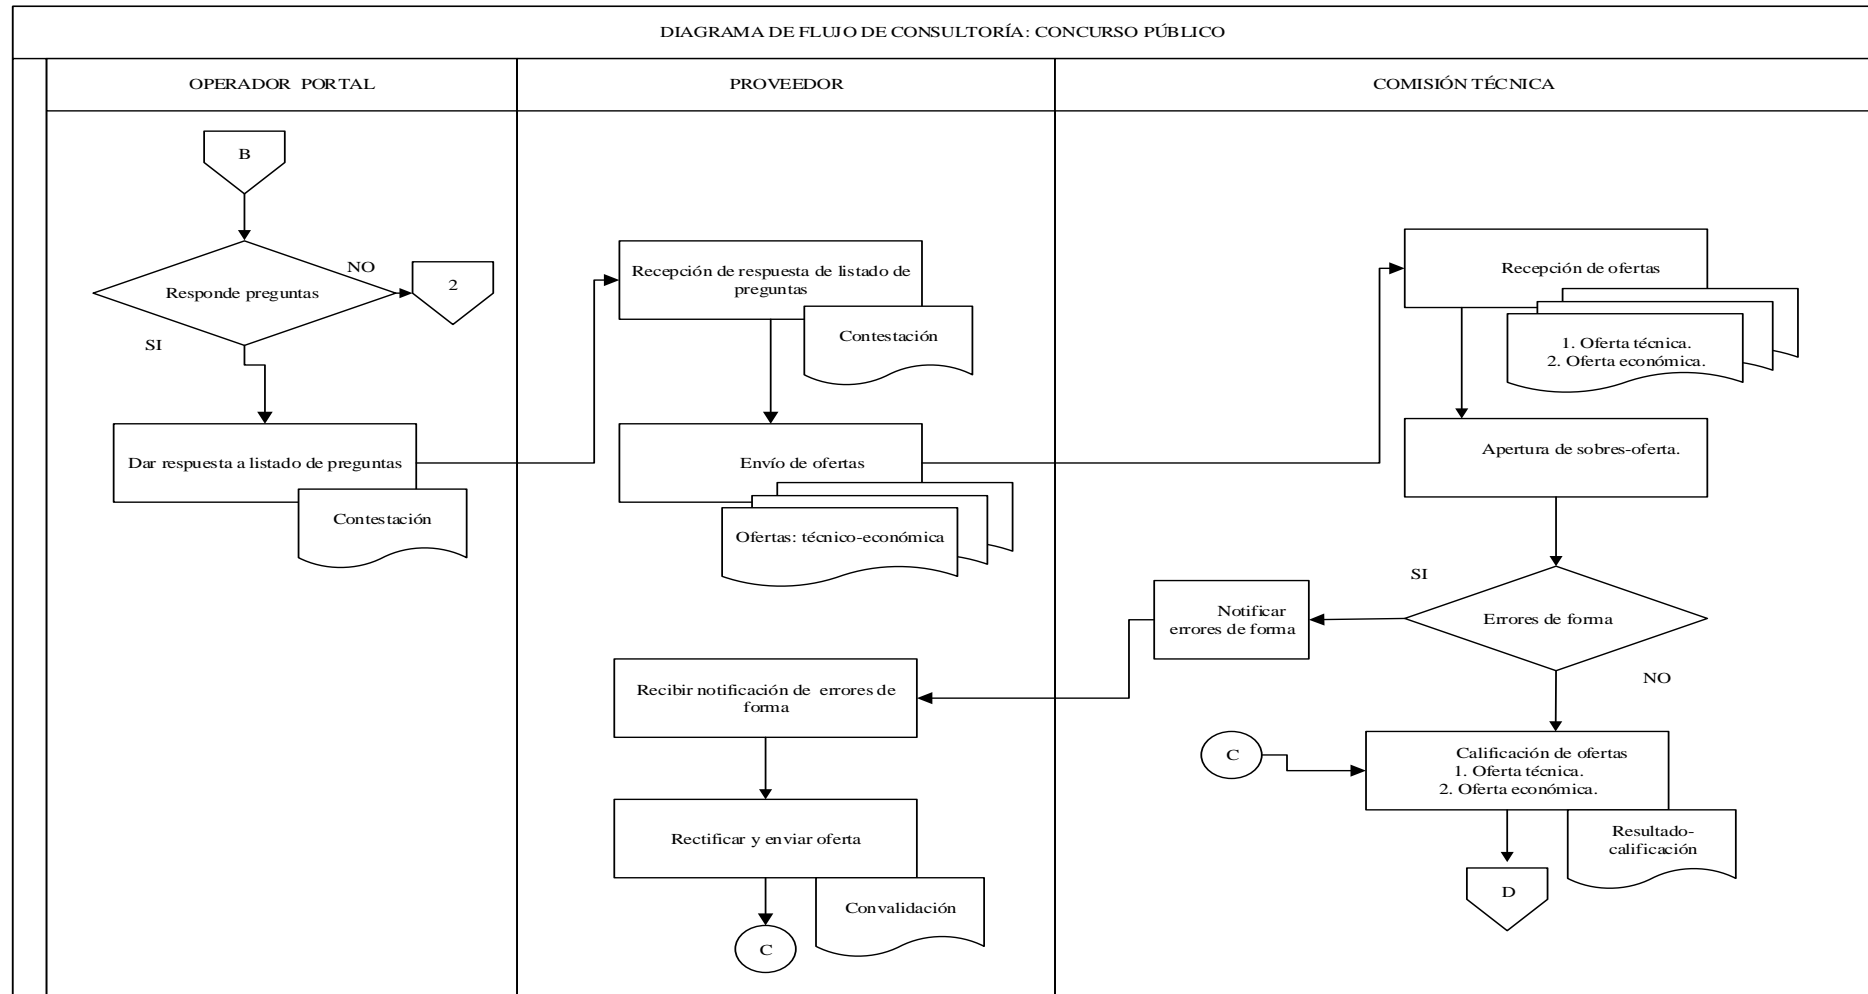 DIAGRAMA DE FLUJO DE CONSULTORÍA: CONCURSO PÚBLICO
OPERADOR PORTAL
PROVEEDOR
COMISIÓN TÉCNICA
B
Responde preguntas
NO
2
SI
Dar respuesta a listado de preguntas
Contestación
Recepción de respuesta de listado de
preguntas
Contestación
Envío de ofertas
Ofertas: técnico-económica
Recibir notificación de errores de
forma
Rectificar y enviar oferta
Convalidación
C
Recepción de ofertas
1. Oferta técnica.
2. Oferta económica.
Apertura de sobres-oferta.
Errores de forma
SI
Notificar
errores de forma
NO
C
Calificación de ofertas
1. Oferta técnica.
2. Oferta económica.
Resultado-
calificación
D